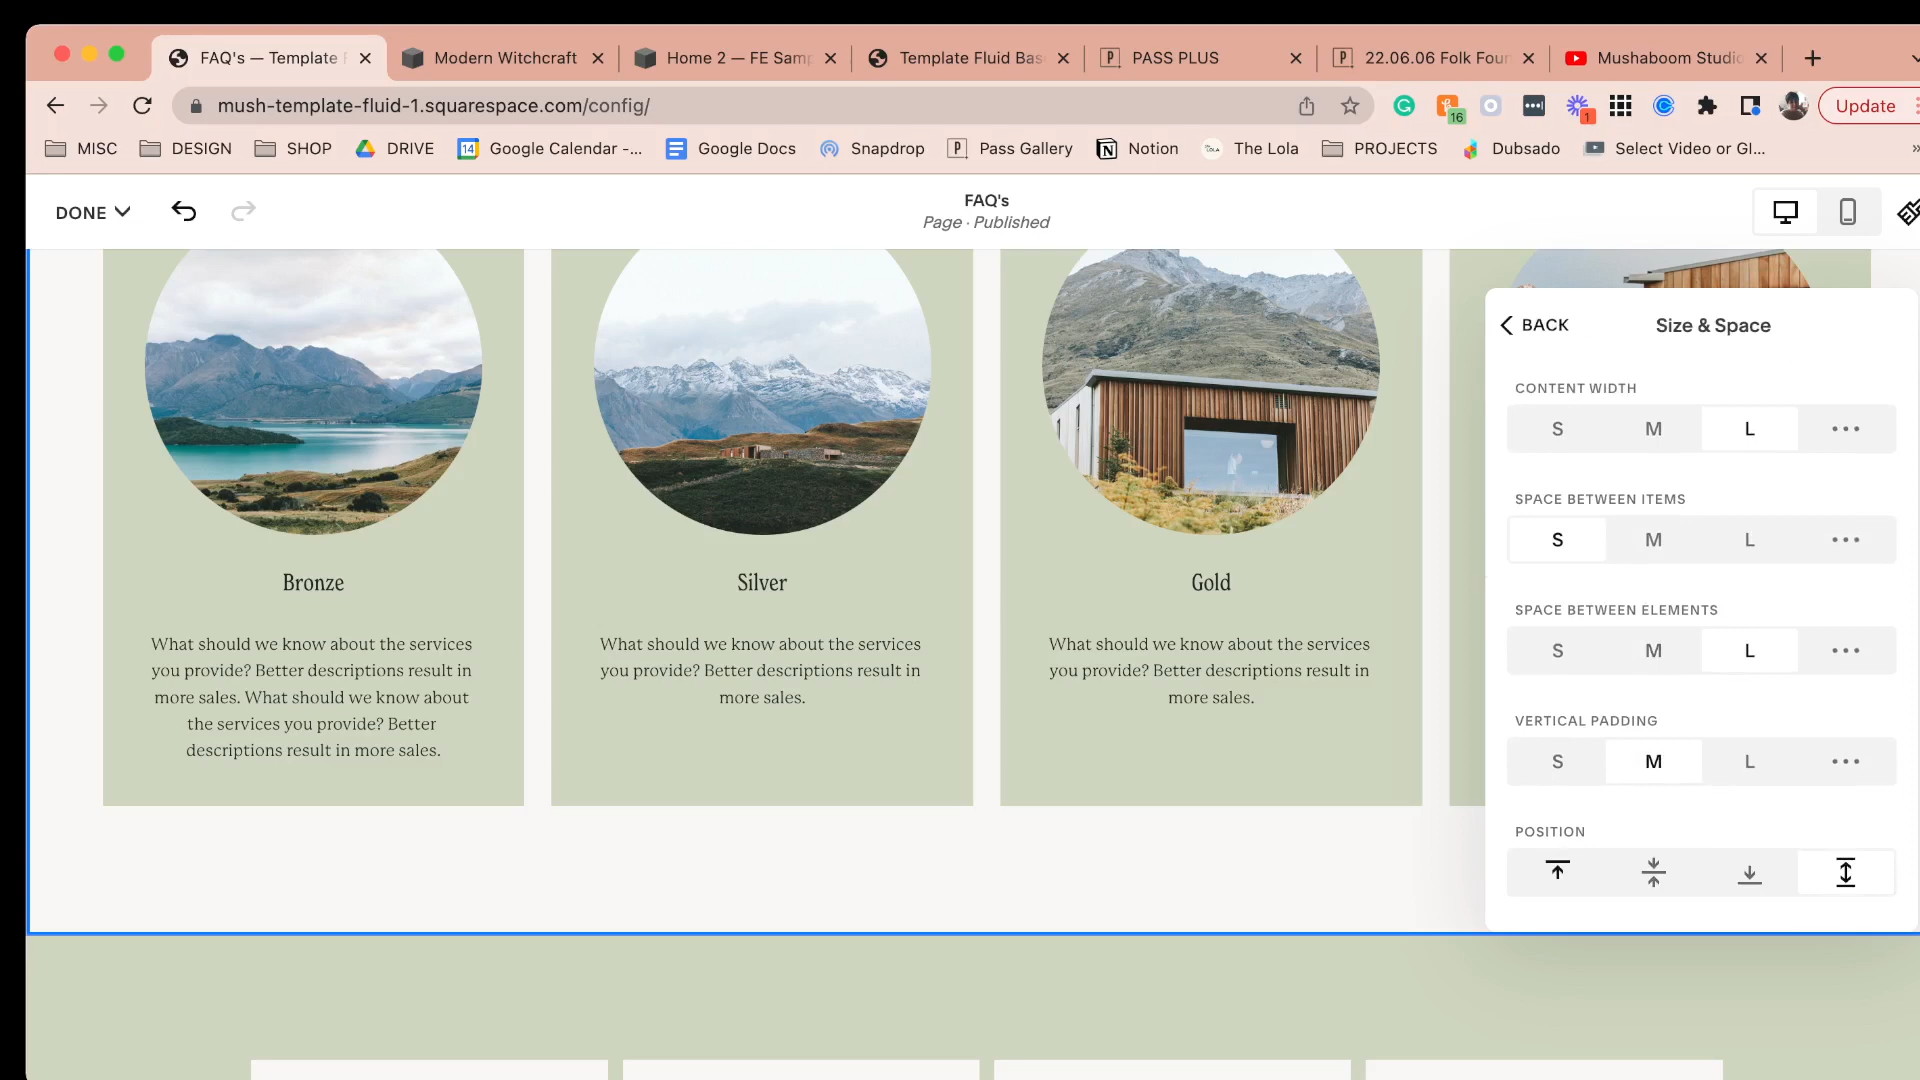 FAQ's — Template F
Modern Witchcraft
Home 2 — FE Samp
Template Fluid Bas
PASS PLUS
22.06.06 Folk Four
Mushaboom Studio
mush-template-fluid-1.squarespace.com/config/
16
1
Update
MISC
DESIGN
SHOP
DRIVE
14
Google Calendar -...
Google Docs
Snapdrop
P
Pass Gallery
Notion
The Lola
PROJECTS
Dubsado
Select Video or GI...
»
DONE
FAQ's
Page · Published
BACK
Size & Space
CONTENT WIDTH
S M L
SPACE BETWEEN ITEMS
S M L
SPACE BETWEEN ELEMENTS
S M L
VERTICAL PADDING
S M L
POSITION
Bronze
What should we know about the services
you provide? Better descriptions result in
more sales. What should we know about
the services you provide? Better
descriptions result in more sales.
Silver
What should we know about the services
you provide? Better descriptions result in
more sales.
Gold
What should we know about the services
you provide? Better descriptions result in
more sales.